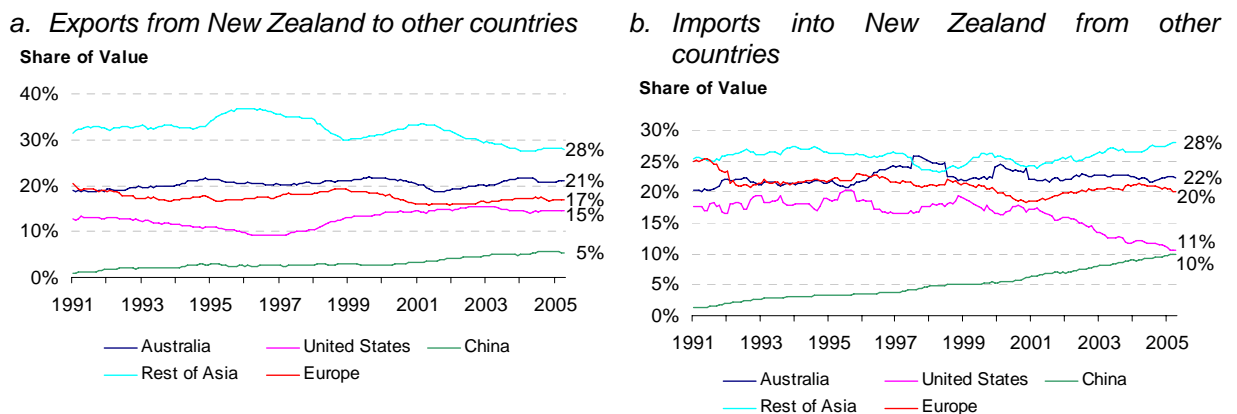 a. Exports from New Zealand to other countries
Share of Value
40%
30%
20%
10%
0%
28%
21%
17%
15%
5%
1991 1993 1995 1997 1999 2001 2003 2005
Australia United States China
Rest of Asia Europe
b. Imports into New Zealand from other
countries
Share of Value
30%
25%
20%
15%
10%
5%
0%
28%
22%
20%
11%
10%
1991 1993 1995 1997 1999 2001 2003 2005
Australia United States China
Rest of Asia Europe